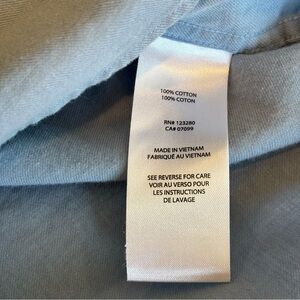 100% COTTON
100% COTON
RN# 123280
CA# 07099
MADE IN VIETNAM
FABRIQUÉ AU VIETNAM
SEE REVERSE FOR CARE
VOIR AU VERSO POUR
LES INSTRUCTIONS
DE LAVAGE